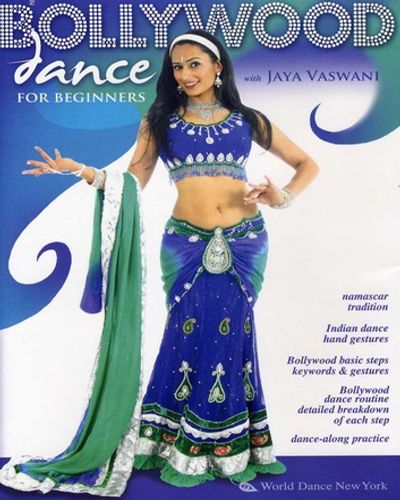 BOLLYWOOD
dance
FOR BEGINNERS
with JAYA VASWANI
namascar
tradition
Indian dance
hand gestures
Bollywood basic steps
keywords & gestures
Bollywood
dance routine
detailed breakdown
of each step
dance-along practice
World Dance New York